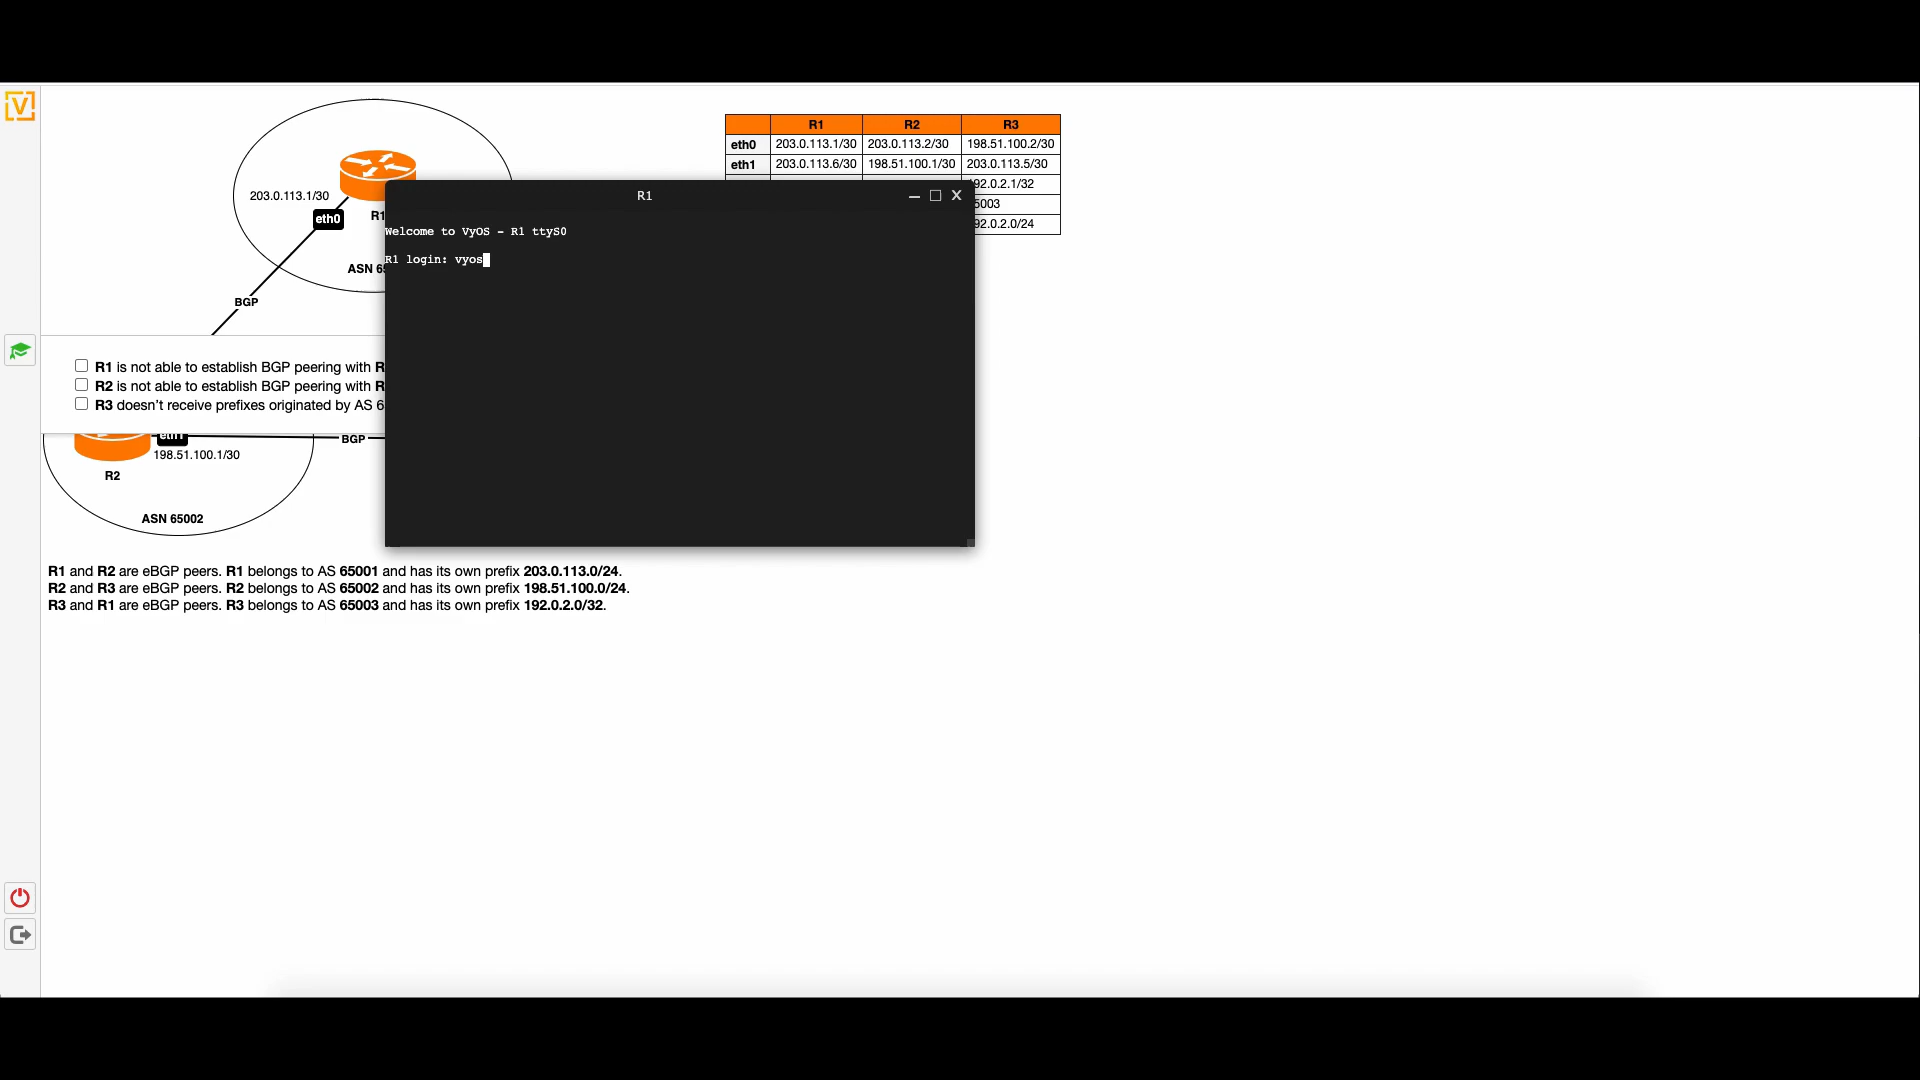 V
R1 R2 R3
eth0 203.0.113.1/30 203.0.113.2/30 198.51.100.2/30
eth1 203.0.113.6/30 198.51.100.1/30 203.0.113.5/30
92.0.2.1/32
5003
92.0.2.0/24
203.0.113.1/30
eth0
R1
ASN 65
BGP
R1
Welcome to VyOS - R1 ttyS0
R1 login: vyos
R1 is not able to establish BGP peering with R
R2 is not able to establish BGP peering with R
R3 doesn't receive prefixes originated by AS 6
eth1
BGP
198.51.100.1/30
R2
ASN 65002
R1 and R2 are eBGP peers. R1 belongs to AS 65001 and has its own prefix 203.0.113.0/24.
R2 and R3 are eBGP peers. R2 belongs to AS 65002 and has its own prefix 198.51.100.0/24.
R3 and R1 are eBGP peers. R3 belongs to AS 65003 and has its own prefix 192.0.2.0/32.